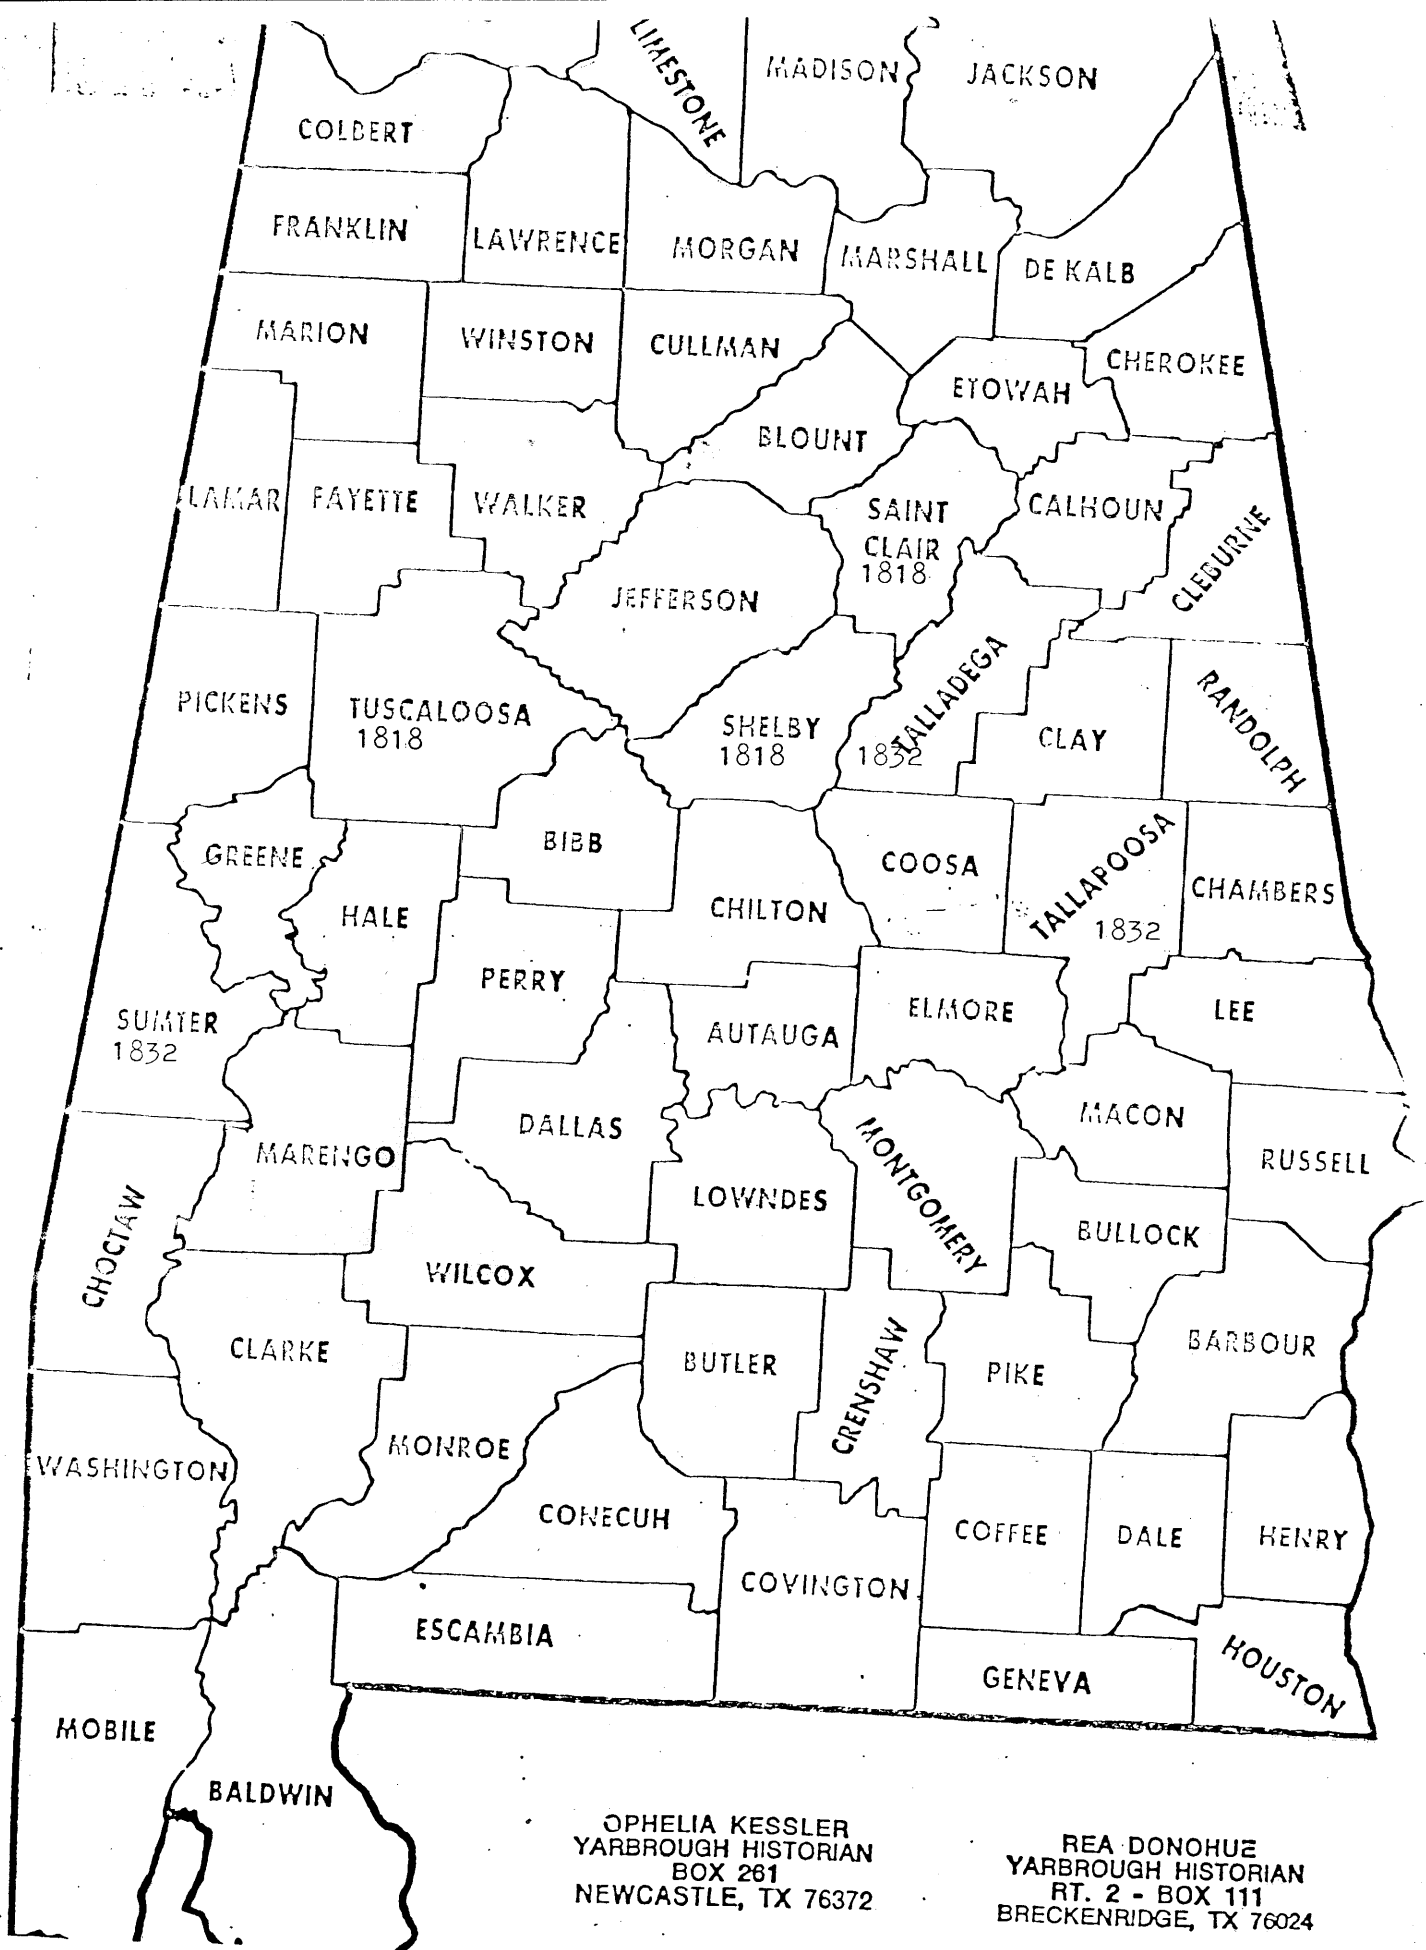 LIMESTONE
MADISON
JACKSON
COLBERT
FRANKLIN
LAWRENCE
MORGAN
MARSHALL
DE KALB
MARION
WINSTON
CULLMAN
CHEROKEE
ETOWAH
BLOUNT
LAMAR
FAYETTE
WALKER
SAINT
CLAIR
1818
CALHOUN
CLEBURNE
JEFFERSON
PICKENS
TUSCALOOSA
1818
SHELBY
1818
TALLADEGA
1832
CLAY
RANDOLPH
GREENE
BIBB
COOSA
TALLAPOOSA
1832
CHAMBERS
HALE
CHILTON
PERRY
SUMTER
1832
AUTAUGA
ELMORE
LEE
MARENGO
DALLAS
MACON
MONTGOMERY
RUSSELL
CHOCTAW
LOWNDES
BULLOCK
WILCOX
CLARKE
BUTLER
CRENSHAW
PIKE
BARBOUR
WASHINGTON
MONROE
CONECUH
COFFEE
DALE
HENRY
COVINGTON
ESCAMBIA
GENEVA
HOUSTON
MOBILE
BALDWIN
OPHELIA KESSLER
YARBROUGH HISTORIAN
BOX 261
NEWCASTLE, TX 76372
REA DONOHUE
YARBROUGH HISTORIAN
RT. 2 - BOX 111
BRECKENRIDGE, TX 76024